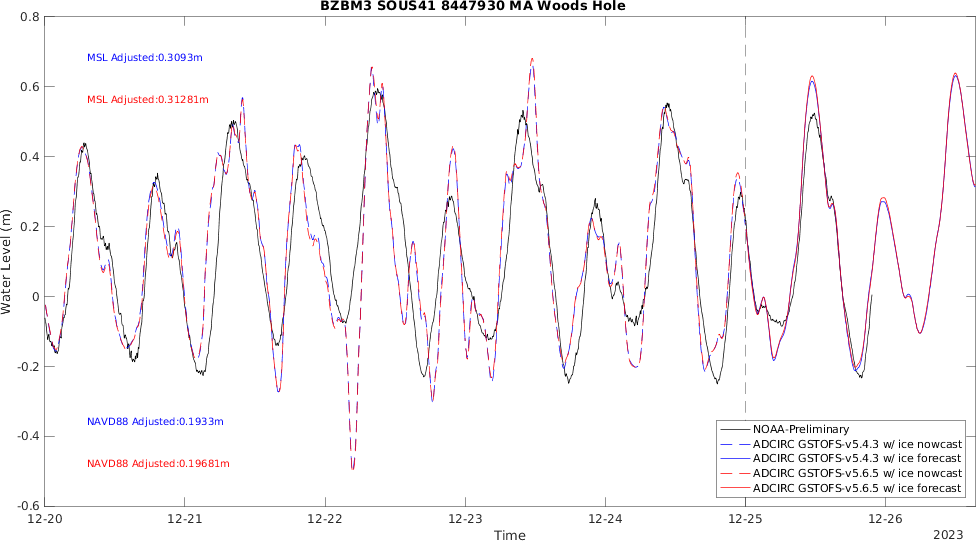 BZBM3 SOUS41 8447930 MA Woods Hole
0.8
0.6
0.4
0.2
0
-0.2
-0.4
-0.6
Water Level (m)
MSL Adjusted:0.3093m
MSL Adjusted:0.31281m
NAVD88 Adjusted:0.1933m
NAVD88 Adjusted:0.19681m
NOAA-Preliminary
ADCIRC GSTOFS-v5.4.3 w/ ice nowcast
ADCIRC GSTOFS-v5.4.3 w/ ice forecast
ADCIRC GSTOFS-v5.6.5 w/ ice nowcast
ADCIRC GSTOFS-v5.6.5 w/ ice forecast
12-20 12-21 12-22 12-23 12-24 12-25 12-26
Time
2023